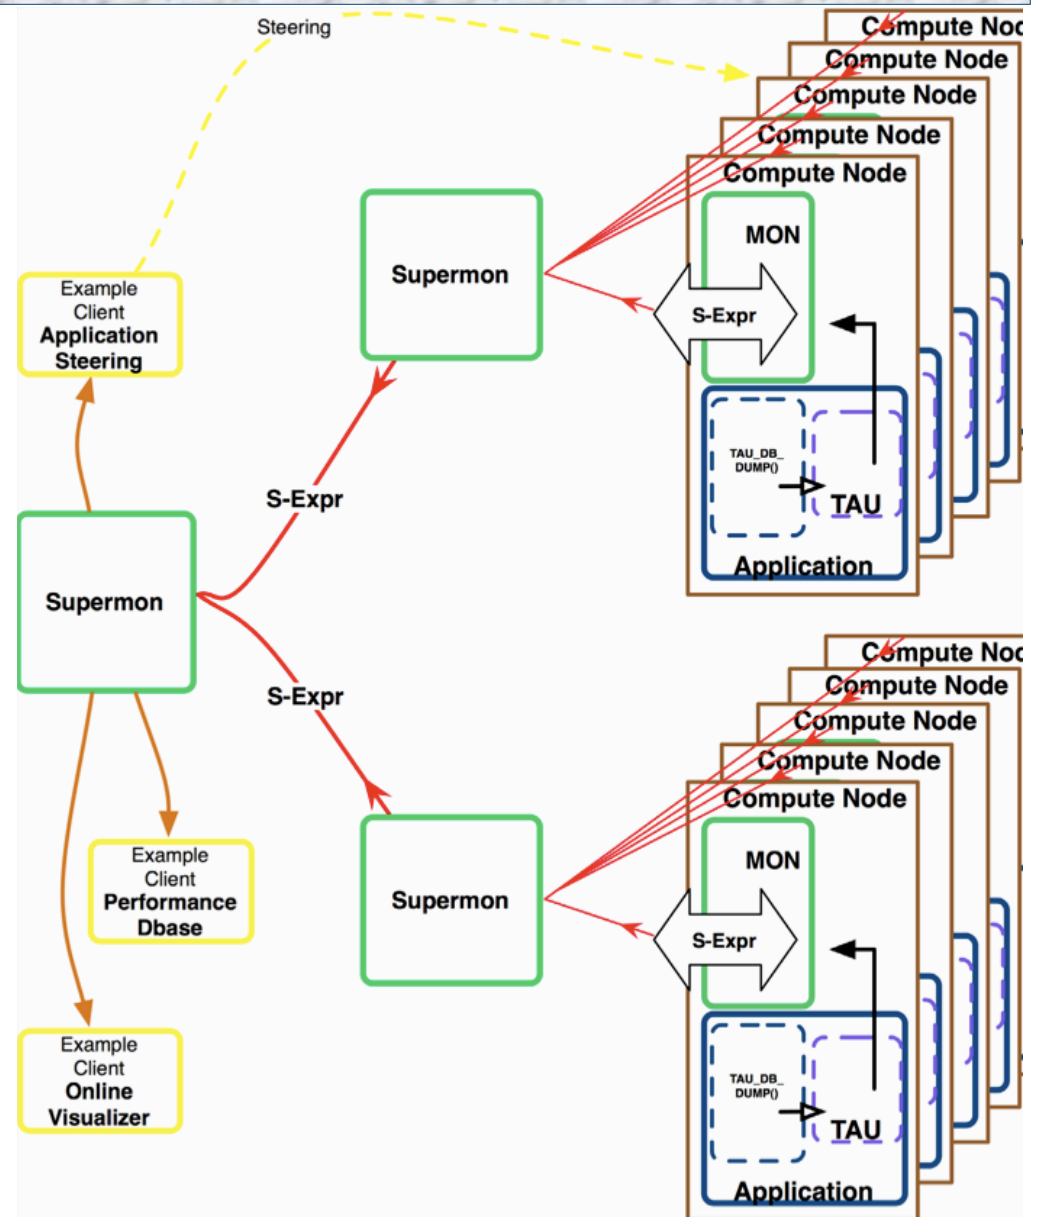 Steering
Compute Noc
Compute Node
Compute Node
Compute Node
Compute Node
MON
S-Expr
TAU_DB_
DUMP()
TAU
Application
Supermon
Example
Client
Application
Steering
S-Expr
Supermon
S-Expr
Example
Client
Performance
Dbase
Example
Client
Online
Visualizer
Supermon
Compute Noc
Compute Node
Compute Node
Compute Node
Compute Node
MON
S-Expr
TAU_DB_
DUMP()
TAU
Application